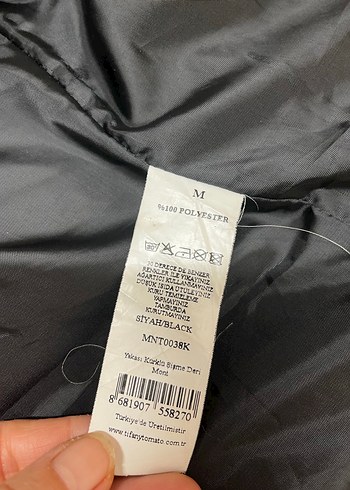 M
%100 POLYESTER
30 DERECE DE BENZER
RENKLER İLE YIKAYINIZ
AĞARTICI KULLANMAYINIZ
DÜŞÜK ISIDA ÜTÜLEYİNİZ
KURU TEMİZLEME
YAPMAYINIZ
TAMBURDA
KURUTMAYINIZ
SİYAH/BLACK
MNT0038K
Yakası Kürklü Şişme Deri
Mont
8 681907 558270
Türkiye'de Üretilmiştir
www.tiffanytomato.com.tr